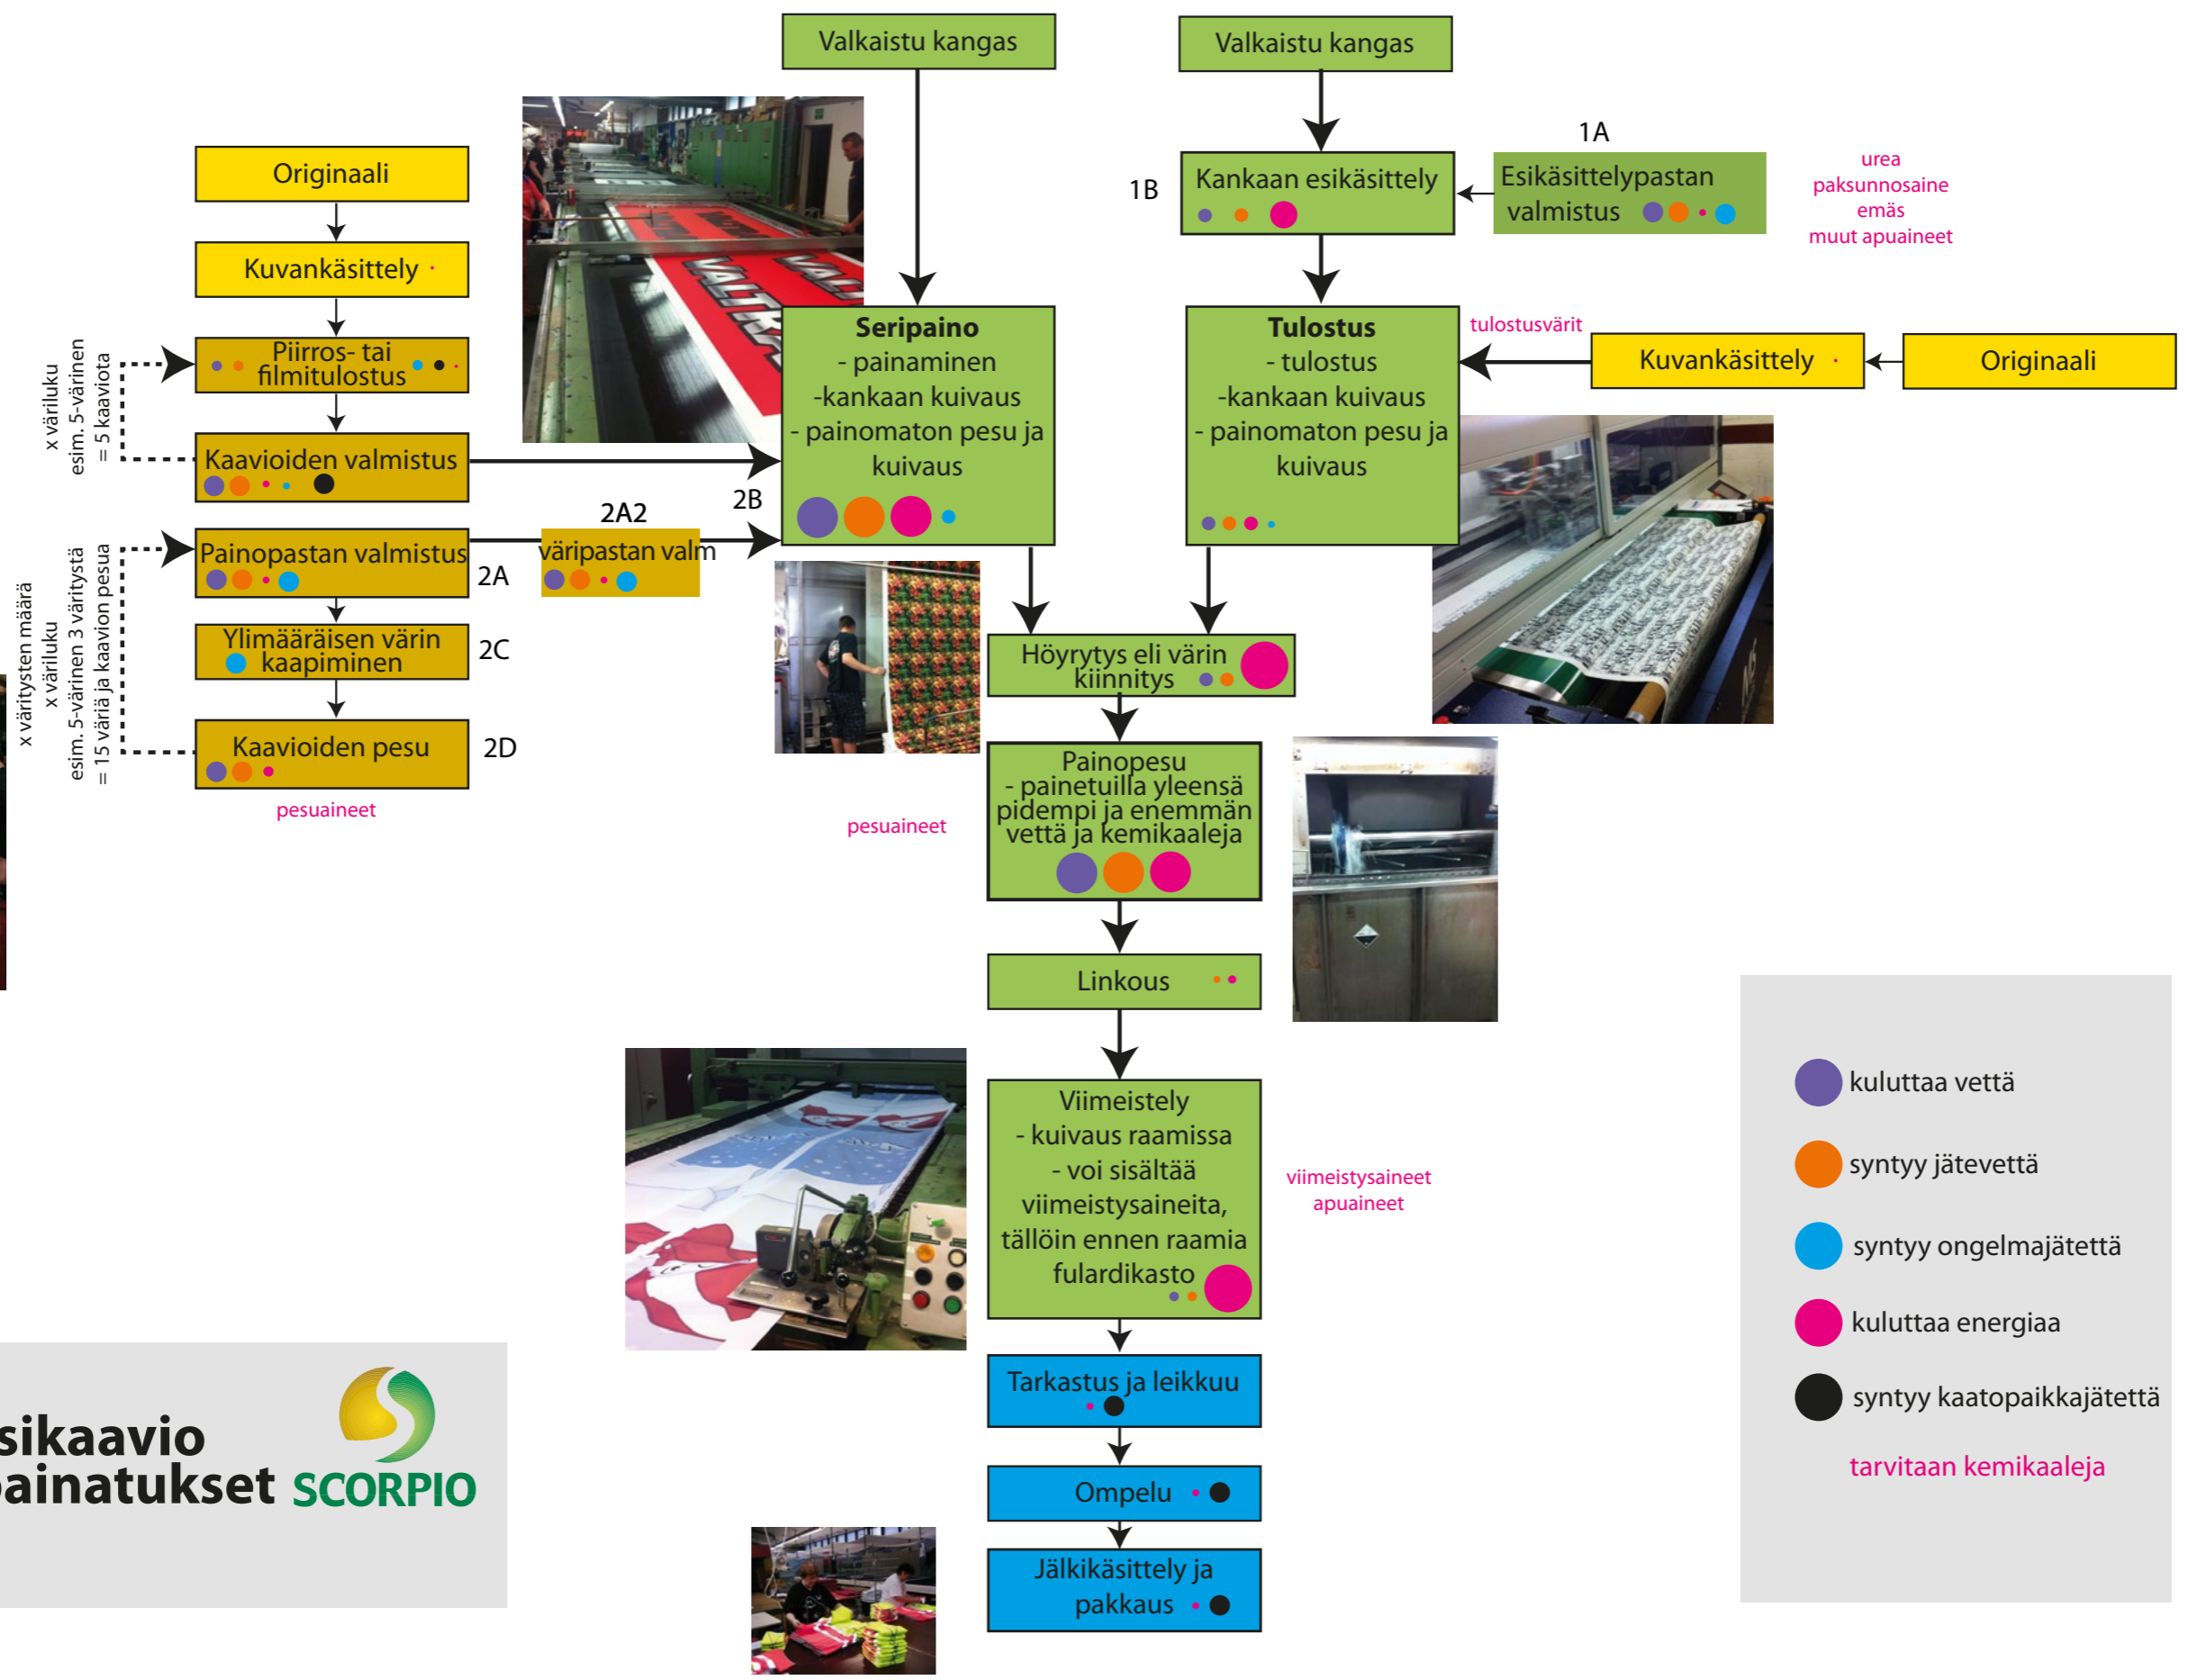 Valkaistu kangas
Valkaistu kangas
Originaali
Kuvankäsittely
Piirros- tai
filmitulostus
x väriluku
esim. 5-värinen
= 5 kaaviota
Kaavioiden valmistus
Painopastan valmistus
2A
2A2
väripastan valm
2B
Ylimääräisen värin
kaapiminen
2C
Kaavioiden pesu
2D
pesuaineet
x väritysten määrä
x väriluku
esim. 5-värinen 3 väritystä
= 15 väriä ja kaavion pesua
VALTRA
Seripaino
- painaminen
-kankaan kuivaus
- painomaton pesu ja
kuivaus
1B
Kankaan esikäsittely
1A
Esikäsittelypastan
valmistus
urea
paksunnosaine
emäs
muut apuaineet
Tulostus
- tulostus
-kankaan kuivaus
- painomaton pesu ja
kuivaus
tulostusvärit
Kuvankäsittely
Originaali
Höyrytys eli värin
kiinnitys
Painopesu
- painetuilla yleensä
pidempi ja enemmän
vettä ja kemikaaleja
pesuaineet
Linkous
Viimeistely
- kuivaus raamissa
- voi sisältää
viimeistysaineita,
tällöin ennen raamia
fulardikasto
viimeistysaineet
apuaineet
Tarkastus ja leikkuu
Ompelu
Jälkikäsittely ja
pakkaus
kuluttaa vettä
syntyy jätevettä
syntyy ongelmajätettä
kuluttaa energiaa
syntyy kaatopaikkajätettä
tarvitaan kemikaaleja
sikaavio
painatukset
SCORPIO